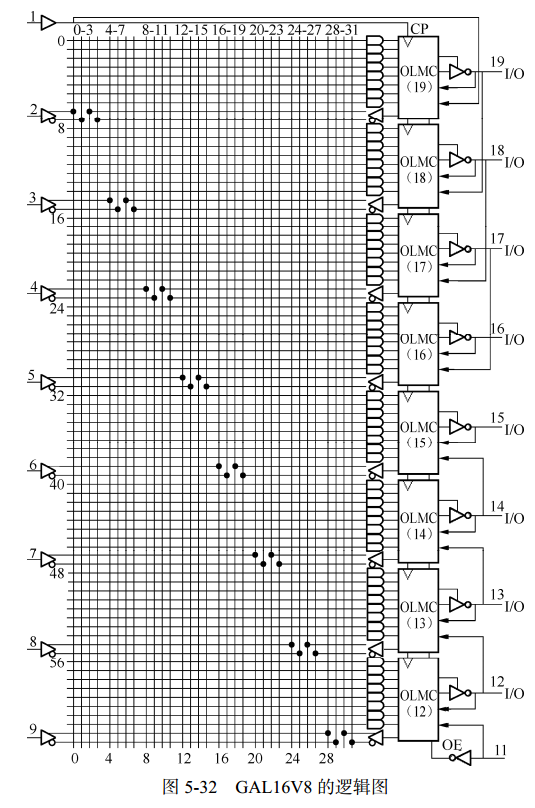 1
0-3 4-7 8-11 12-15 16-19 20-23 24-27 28-31
CP
0
OLMC
(19)
19
I/O
2
8
OLMC
(18)
18
I/O
3
16
OLMC
(17)
17
I/O
4
24
OLMC
(16)
16
I/O
5
32
OLMC
(15)
15
I/O
6
40
OLMC
(14)
14
I/O
7
48
OLMC
(13)
13
I/O
8
56
OLMC
(12)
12
I/O
9
OE
11
0 4 8 12 16 20 24 28
图 5-32 GAL16V8 的逻辑图